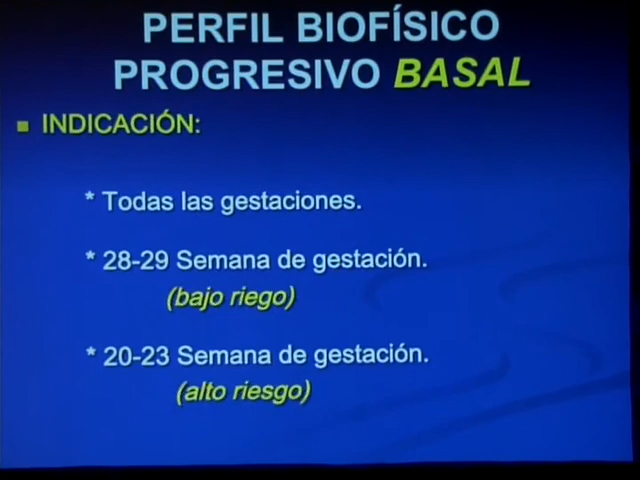 PERFIL BIOFÍSICO
PROGRESIVO BASAL
INDICACIÓN:
* Todas las gestaciones.
* 28-29 Semana de gestación.
(bajo riego)
* 20-23 Semana de gestación.
(alto riesgo)